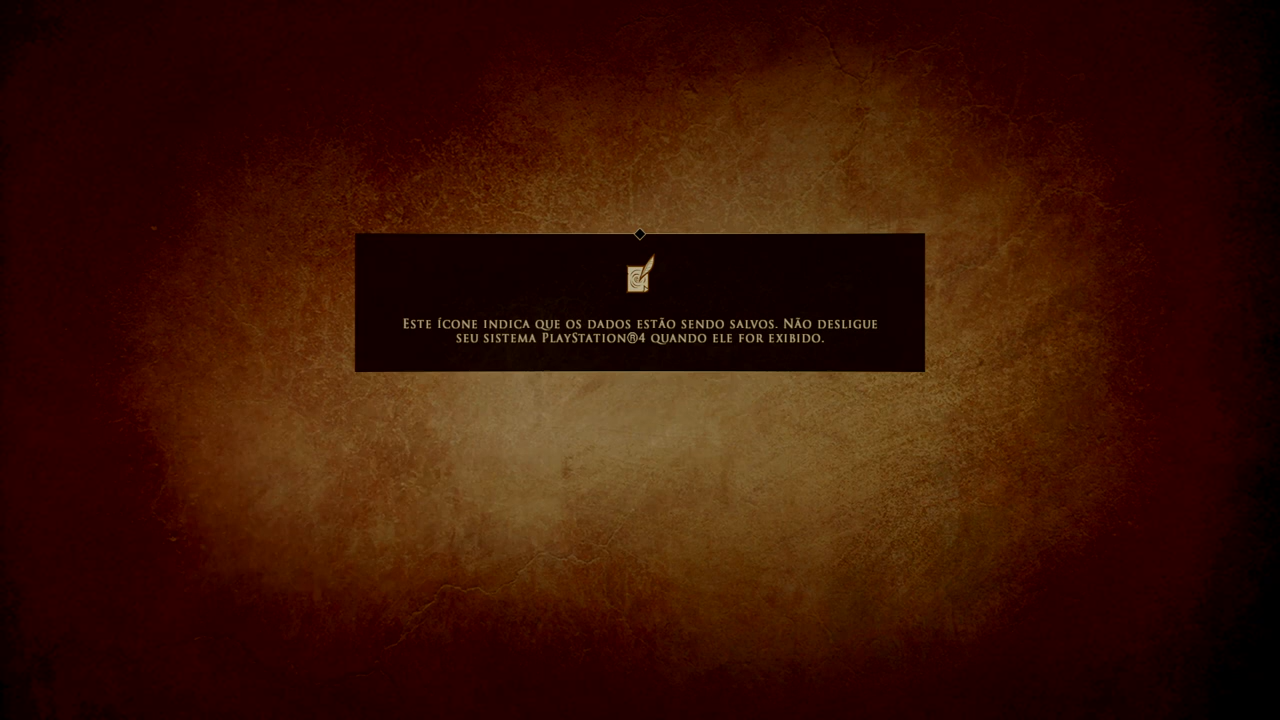 Este ícone indica que os dados estão sendo salvos. Não desligue
seu sistema PlayStation®4 quando ele for exibido.